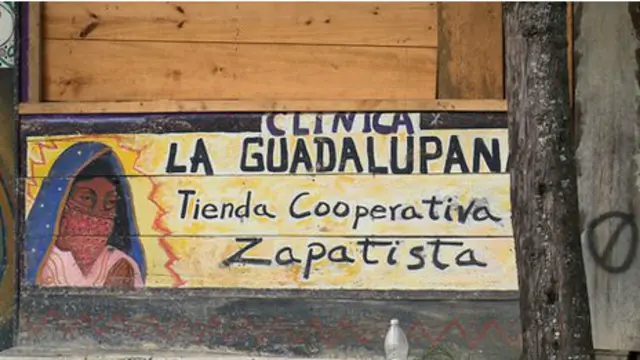 CLINICA
LA GUADALUPANA
Tienda Cooperativa
Zapatista